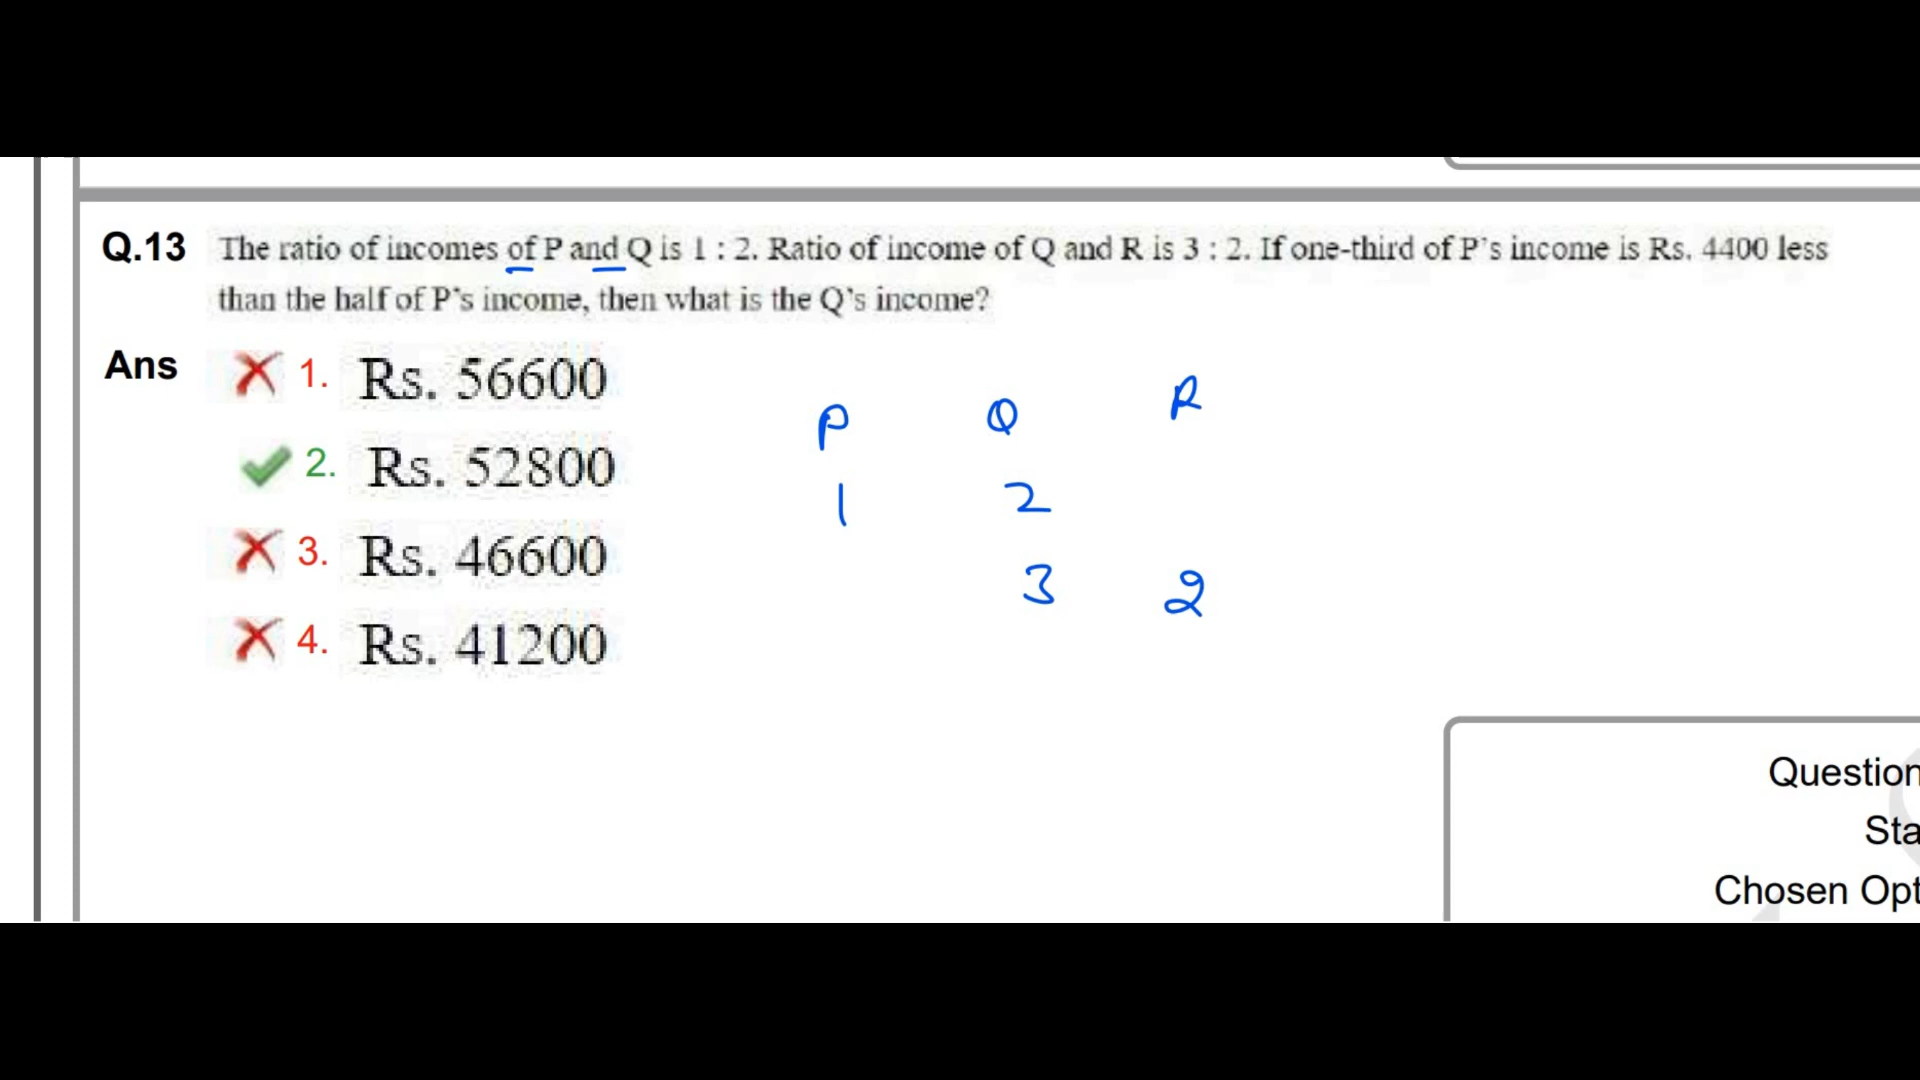 Q.13 The ratio of incomes of P and Q is 1 : 2. Ratio of income of Q and R is 3 : 2. If one-third of P's income is Rs. 4400 less
than the half of P's income, then what is the Q's income?
Ans 1. Rs. 56600
2. Rs. 52800
3. Rs. 46600
4. Rs. 41200
P Q R
1 2
3 2
Question
Sta
Chosen Opt